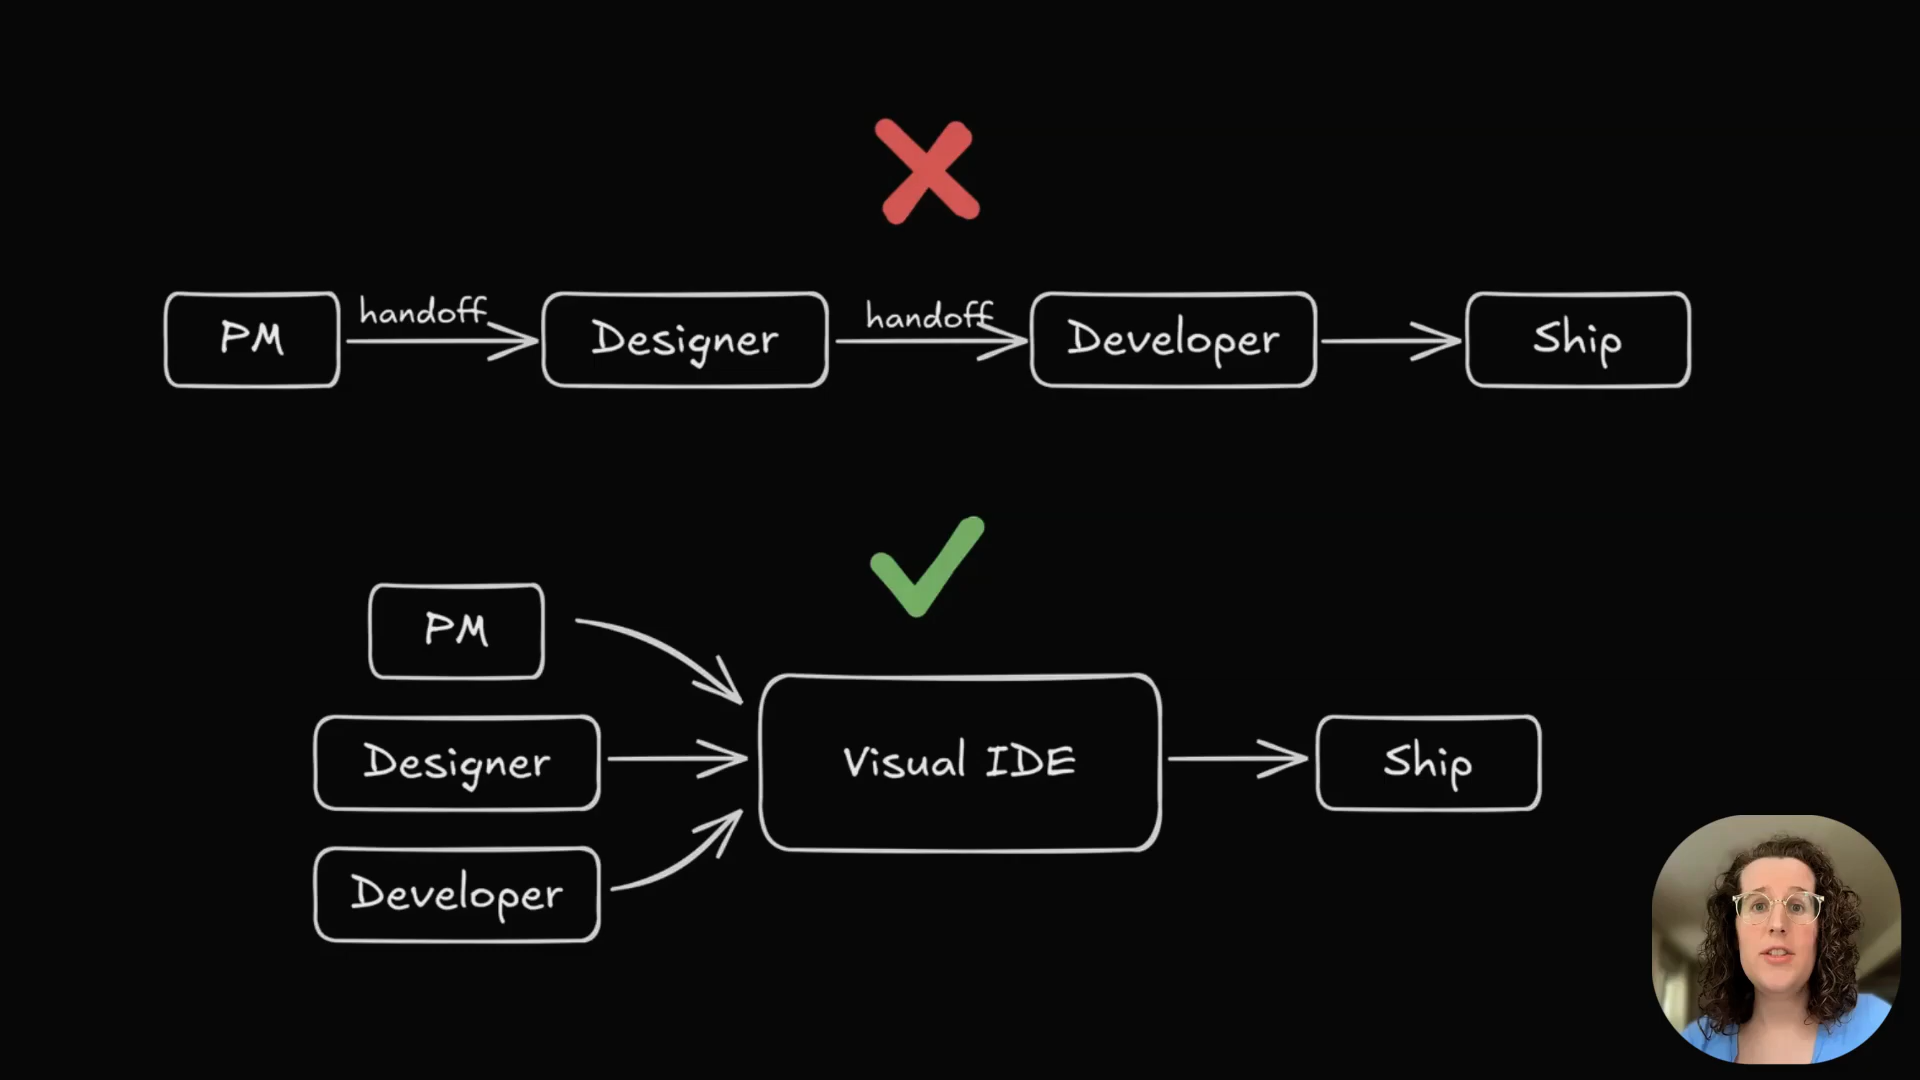 handoff
handoff
PM
Designer
Developer
Ship
PM
Designer
Visual IDE
Ship
Developer